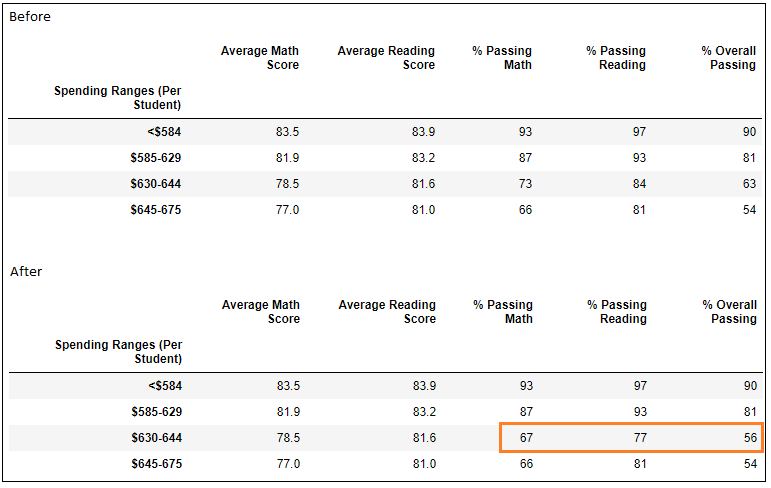 Before
Average Math Score Average Reading Score % Passing Math % Passing Reading % Overall Passing
Spending Ranges (Per Student)
<$584 83.5 83.9 93 97 90
$585-629 81.9 83.2 87 93 81
$630-644 78.5 81.6 73 84 63
$645-675 77.0 81.0 66 81 54
After
Average Math Score Average Reading Score % Passing Math % Passing Reading % Overall Passing
Spending Ranges (Per Student)
<$584 83.5 83.9 93 97 90
$585-629 81.9 83.2 87 93 81
$630-644 78.5 81.6 67 77 56
$645-675 77.0 81.0 66 81 54